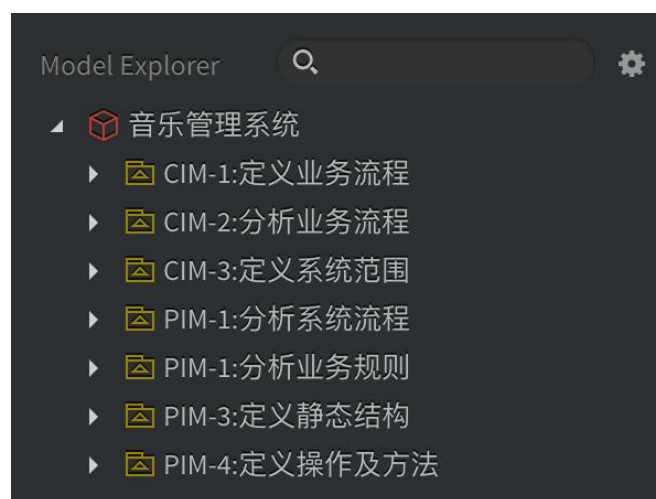 Model Explorer
音乐管理系统
CIM-1:定义业务流程
CIM-2:分析业务流程
CIM-3:定义系统范围
PIM-1:分析系统流程
PIM-1:分析业务规则
PIM-3:定义静态结构
PIM-4:定义操作及方法